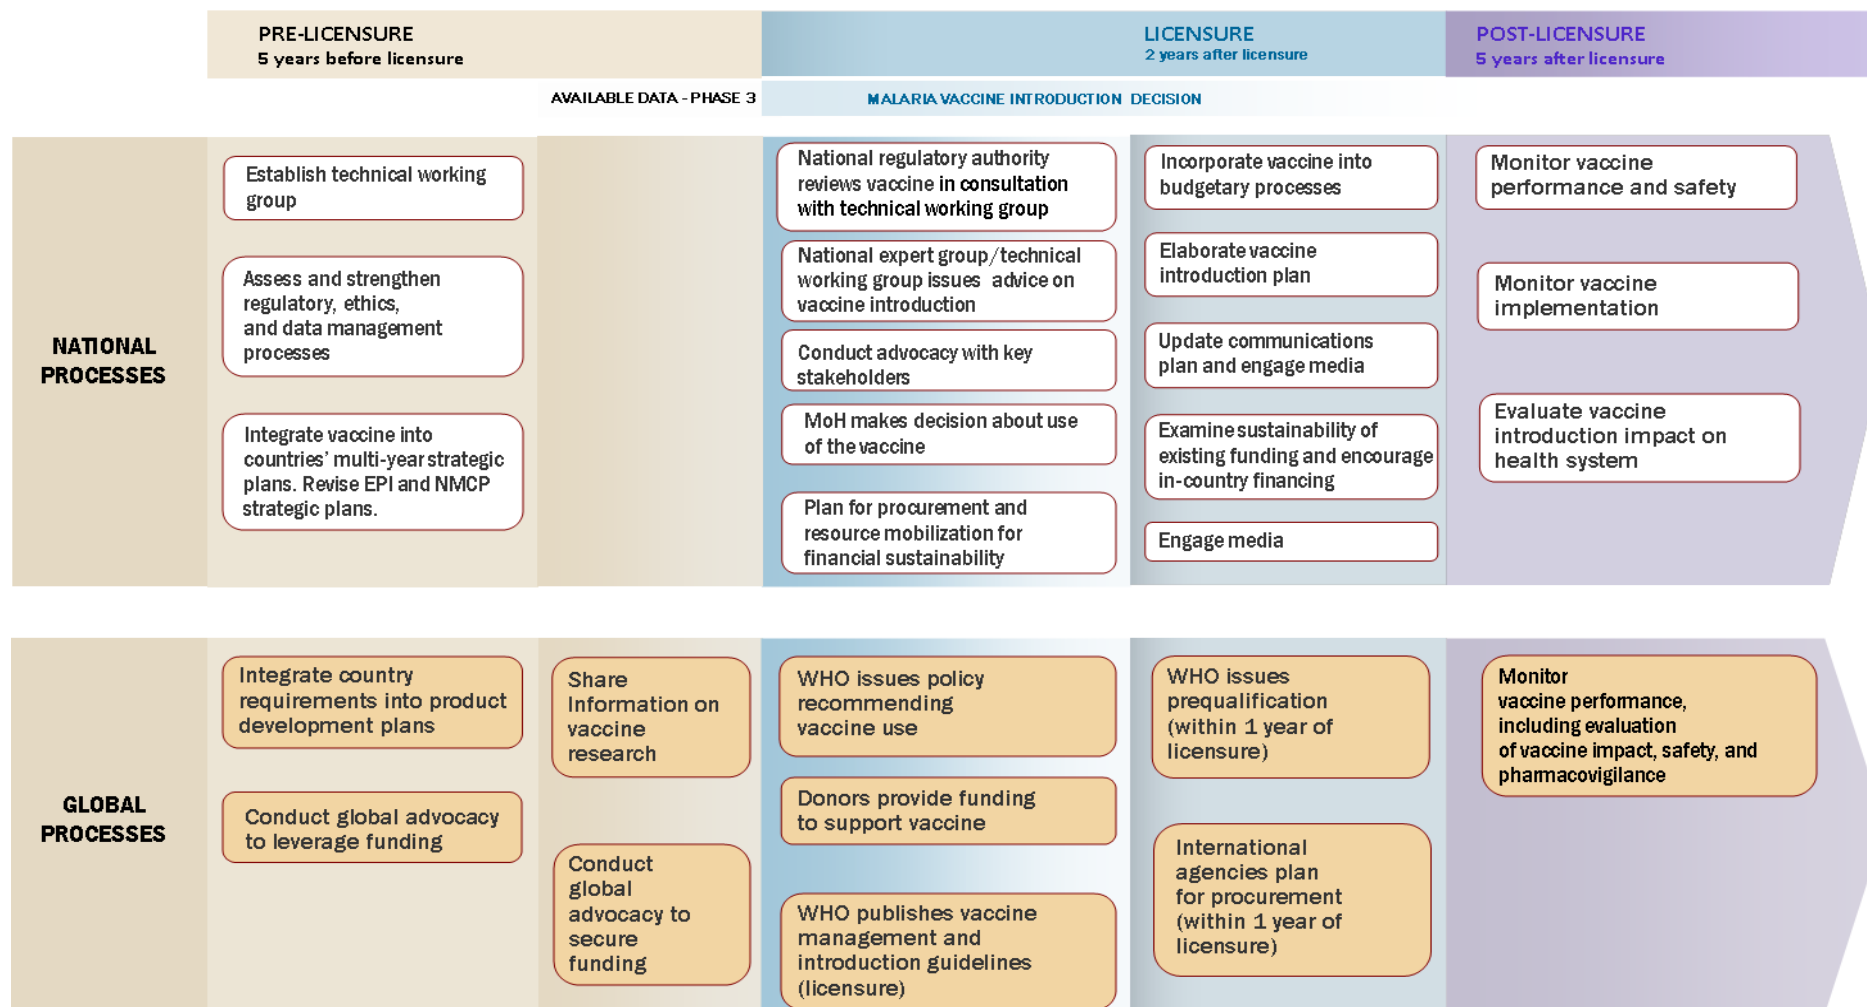 PRE-LICENSURE
5 years before licensure
LICENSURE
2 years after licensure
POST-LICENSURE
5 years after licensure
AVAILABLE DATA - PHASE 3
MALARIA VACCINE INTRODUCTION DECISION
NATIONAL
PROCESSES
Establish technical working
group
Assess and strengthen
regulatory, ethics,
and data management
processes
Integrate vaccine into
countries' multi-year strategic
plans. Revise EPI and NMCP
strategic plans.
National regulatory authority
reviews vaccine in consultation
with technical working group
National expert group/technical
working group issues advice on
vaccine introduction
Conduct advocacy with key
stakeholders
MoH makes decision about use
of the vaccine
Plan for procurement and
resource mobilization for
financial sustainability
Incorporate vaccine into
budgetary processes
Elaborate vaccine
introduction plan
Update communications
plan and engage media
Examine sustainability of
existing funding and encourage
in-country financing
Engage media
Monitor vaccine
performance and safety
Monitor vaccine
implementation
Evaluate vaccine
introduction impact on
health system
GLOBAL
PROCESSES
Integrate country
requirements into product
development plans
Conduct global advocacy
to leverage funding
Share
Information on
vaccine
research
Conduct
global
advocacy to
secure
funding
WHO issues policy
recommending
vaccine use
Donors provide funding
to support vaccine
WHO publishes vaccine
management and
introduction guidelines
(licensure)
WHO issues
prequalification
(within 1 year of
licensure)
International
agencies plan
for procurement
(within 1 year of
licensure)
Monitor
vaccine performance,
including evaluation
of vaccine impact, safety, and
pharmacovigilance